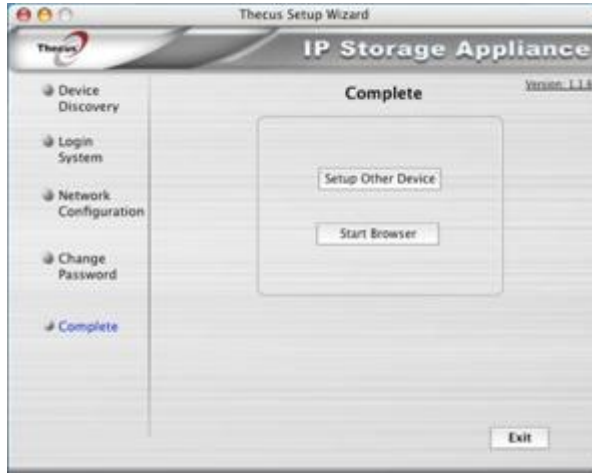 Thecus Setup Wizard
Thecus
IP Storage Appliance
Version: 1.1.6
Device
Discovery
Login
System
Network
Configuration
Change
Password
Complete
Complete
Setup Other Device
Start Browser
Exit